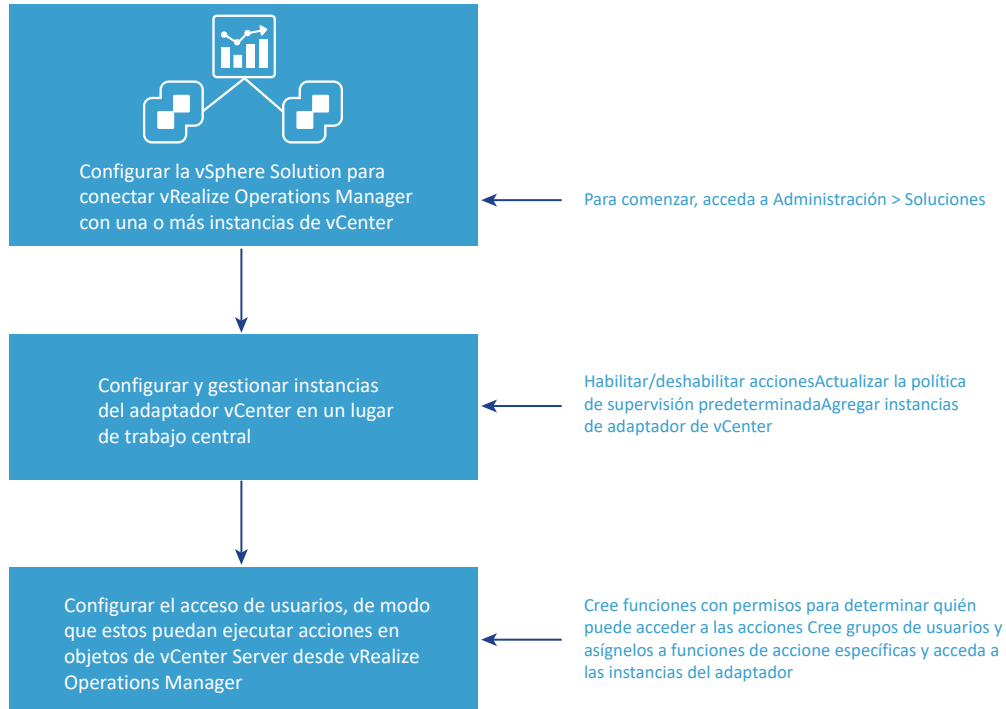 Configurar la vSphere Solution para
conectar vRealize Operations Manager
con una o más instancias de vCenter
Para comenzar, acceda a Administración > Soluciones
Configurar y gestionar instancias
del adaptador vCenter en un lugar
de trabajo central
Habilitar/deshabilitar accionesActualizar la política
de supervisión predeterminadaAgregar instancias
de adaptador de vCenter
Configurar el acceso de usuarios, de modo
que estos puedan ejecutar acciones en
objetos de vCenter Server desde vRealize
Operations Manager
Cree funciones con permisos para determinar quién
puede acceder a las acciones Cree grupos de usuarios y
asígnelos a funciones de accione específicas y acceda a
las instancias del adaptador